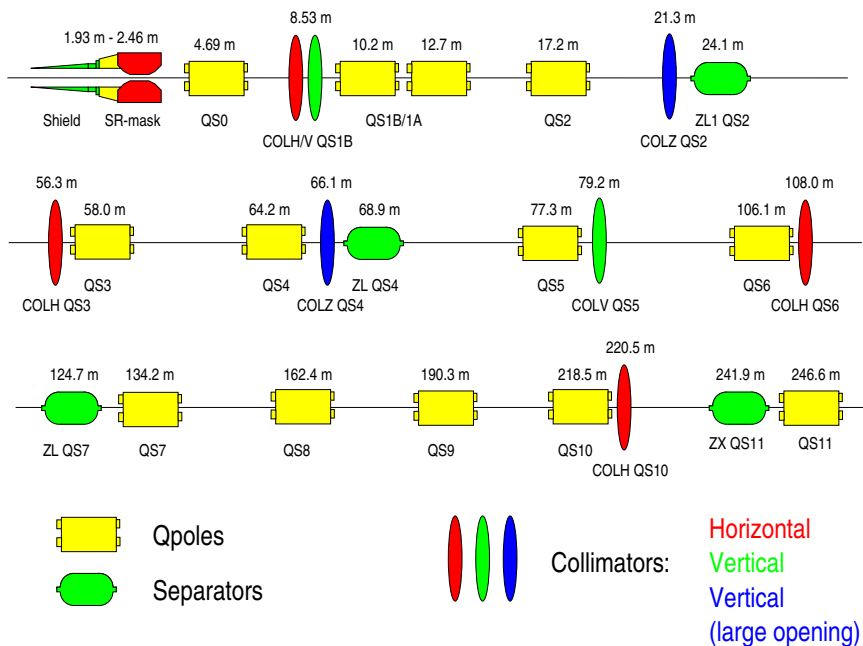 1.93 m - 2.46 m 4.69 m 8.53 m 10.2 m 12.7 m 17.2 m 21.3 m 24.1 m
Shield SR-mask QS0 COLH/V QS1B QS1B/1A QS2 COLZ QS2 ZL1 QS2
56.3 m 58.0 m 64.2 m 66.1 m 68.9 m 77.3 m 79.2 m 106.1 m 108.0 m
COLH QS3 QS3 QS4 COLZ QS4 ZL QS4 QS5 COLV QS5 QS6 COLH QS6
124.7 m 134.2 m 162.4 m 190.3 m 218.5 m 220.5 m 241.9 m 246.6 m
ZL QS7 QS7 QS8 QS9 QS10 COLH QS10 ZX QS11 QS11
Qpoles
Separators
Collimators:
Horizontal
Vertical
Vertical
(large opening)